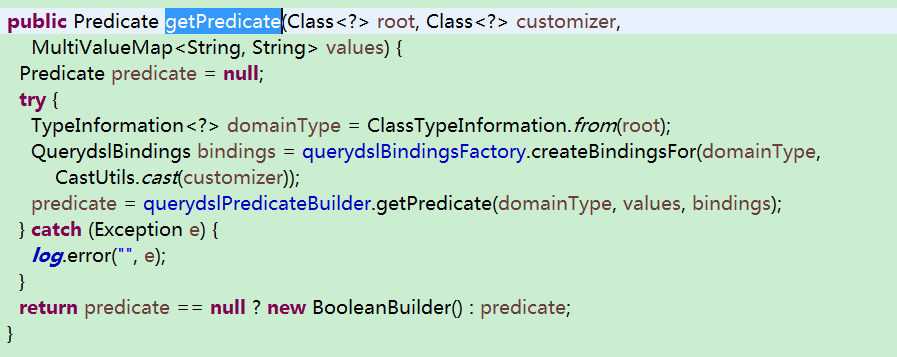 public Predicate getPredicate(Class<?> root, Class<?> customizer,
MultiValueMap<String, String> values) {
Predicate predicate = null;
try {
TypeInformation<?> domainType = ClassTypeInformation.from(root);
QuerydslBindings bindings = querydslBindingsFactory.createBindingsFor(domainType,
CastUtils.cast(customizer));
predicate = querydslPredicateBuilder.getPredicate(domainType, values, bindings);
} catch (Exception e) {
log.error("", e);
}
return predicate == null ? new BooleanBuilder() : predicate;
}